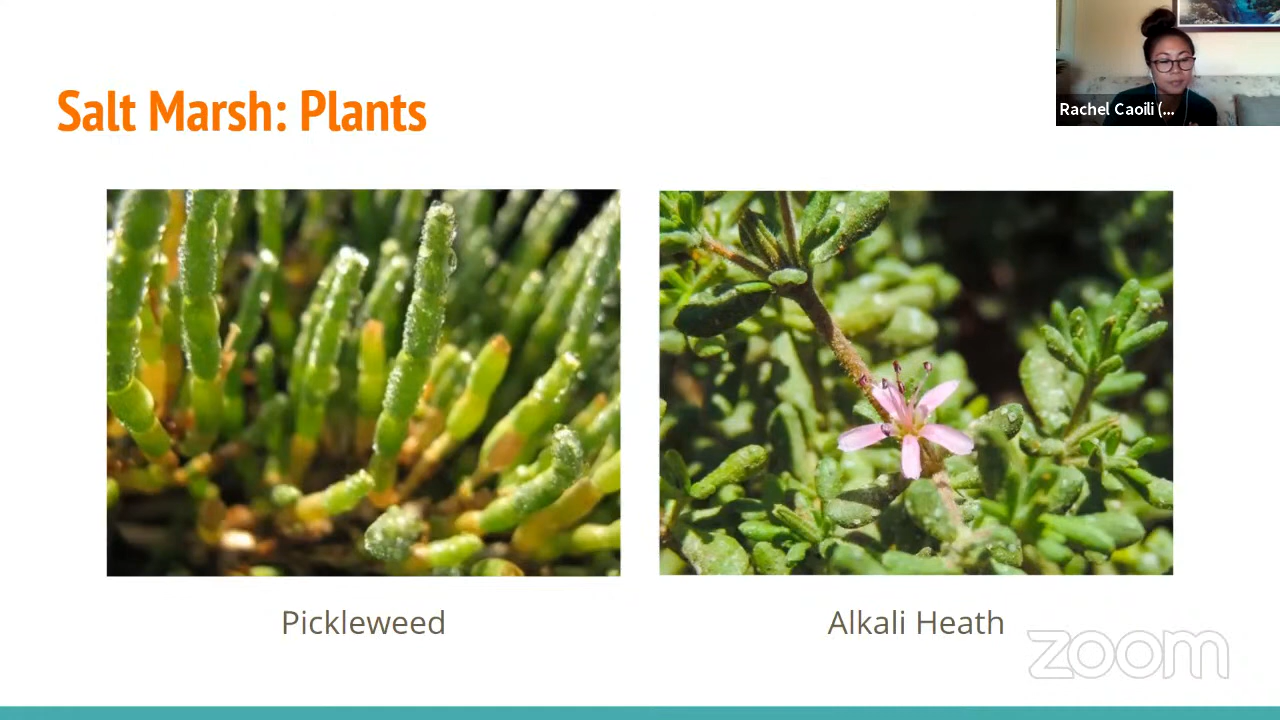 Salt Marsh: Plants
Rachel Caoili (...
Pickleweed
Alkali Heath
zoom